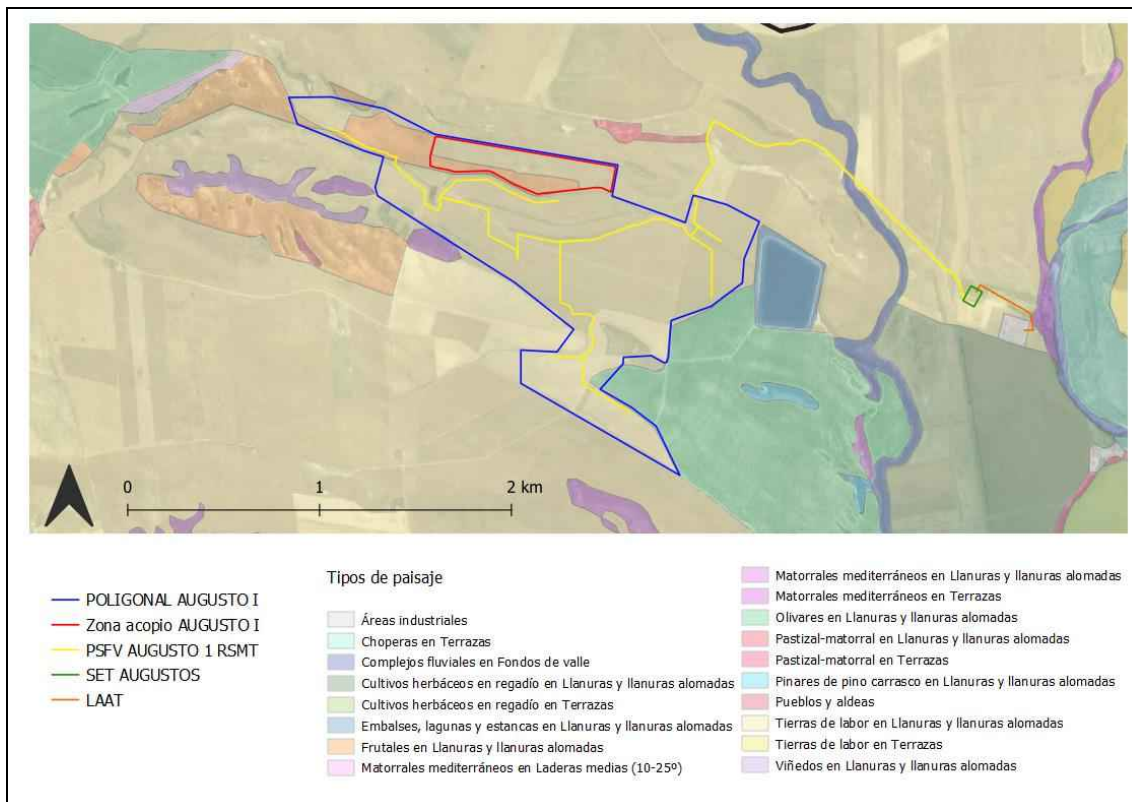 0 1 2 km
POLIGONAL AUGUSTO I
Zona acopio AUGUSTO I
PSFV AUGUSTO 1 RSMT
SET AUGUSTOS
LAAT
Tipos de paisaje
Áreas industriales
Choperas en Terrazas
Complejos fluviales en Fondos de valle
Cultivos herbáceos en regadío en Llanuras y llanuras alomadas
Cultivos herbáceos en regadío en Terrazas
Embalses, lagunas y estancas en Llanuras y llanuras alomadas
Frutales en Llanuras y llanuras alomadas
Matorrales mediterráneos en Laderas medias (10-25º)
Matorrales mediterráneos en Llanuras y llanuras alomadas
Matorrales mediterráneos en Terrazas
Olivares en Llanuras y llanuras alomadas
Pastizal-matorral en Llanuras y llanuras alomadas
Pastizal-matorral en Terrazas
Pinares de pino carrasco en Llanuras y llanuras alomadas
Pueblos y aldeas
Tierras de labor en Llanuras y llanuras alomadas
Tierras de labor en Terrazas
Viñedos en Llanuras y llanuras alomadas